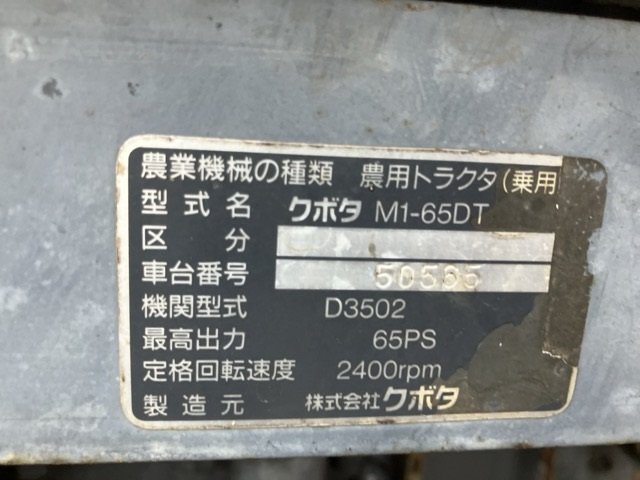 農業機械の種類 農用トラクタ(乗用
型式名 クボタ M1-65DT
区分
車台番号 50585
機関型式 D3502
最高出力 65PS
定格回転速度 2400rpm
製造元 株式会社クボタ